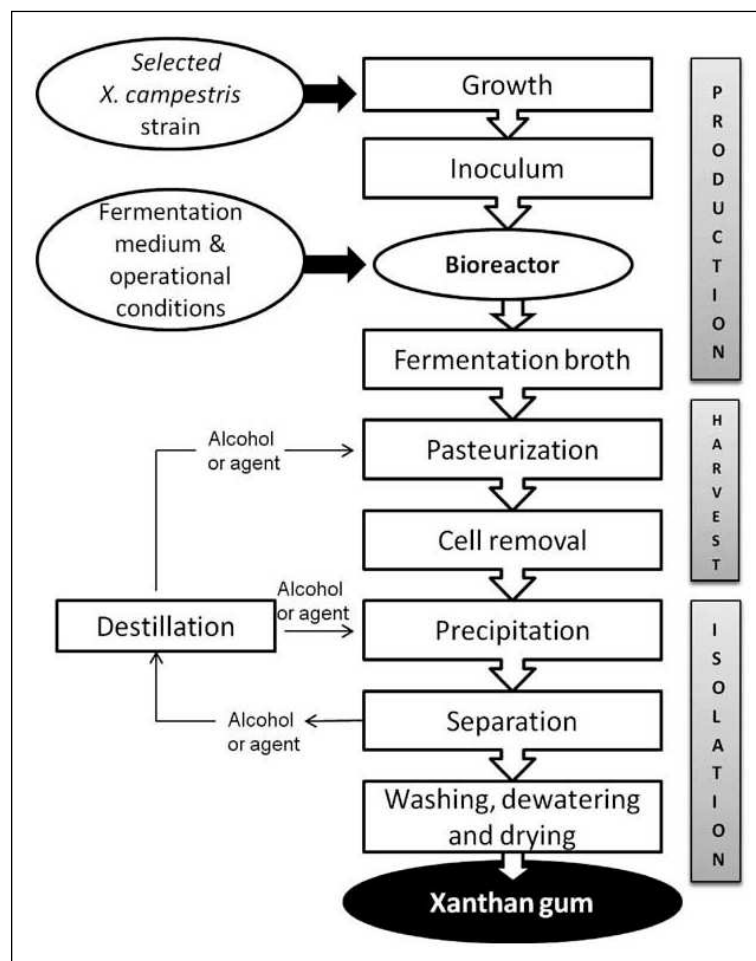 Selected
X. campestris
strain
Growth
Inoculum
Fermentation
medium &
operational
conditions
Bioreactor
Fermentation broth
PRODUCTION
Alcohol
or agent
Pasteurization
Cell removal
HARVEST
Destillation
Alcohol
or agent
Precipitation
Alcohol
or agent
Separation
Washing, dewatering
and drying
ISOLATION
Xanthan gum